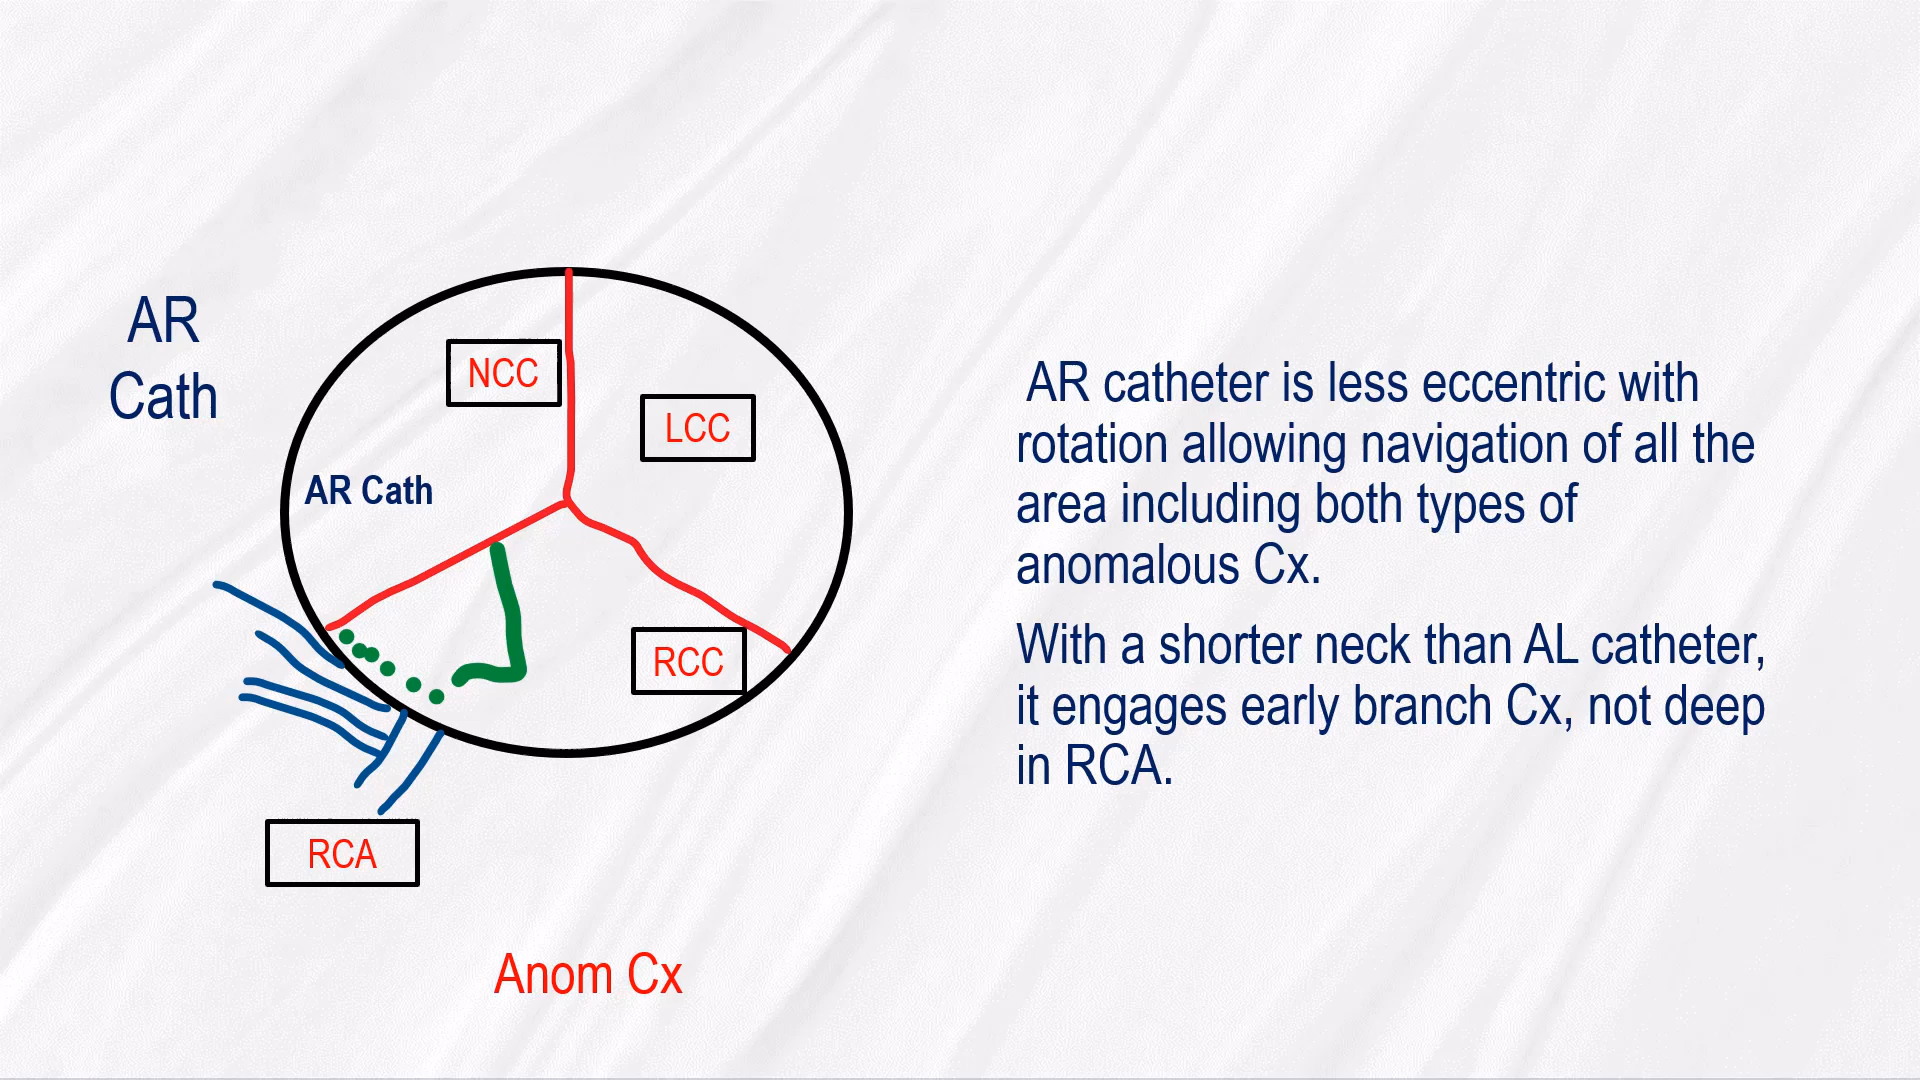 AR
Cath
NCC
LCC
AR Cath
RCC
RCA
Anom Cx
AR catheter is less eccentric with
rotation allowing navigation of all the
area including both types of
anomalous Cx.
With a shorter neck than AL catheter,
it engages early branch Cx, not deep
in RCA.